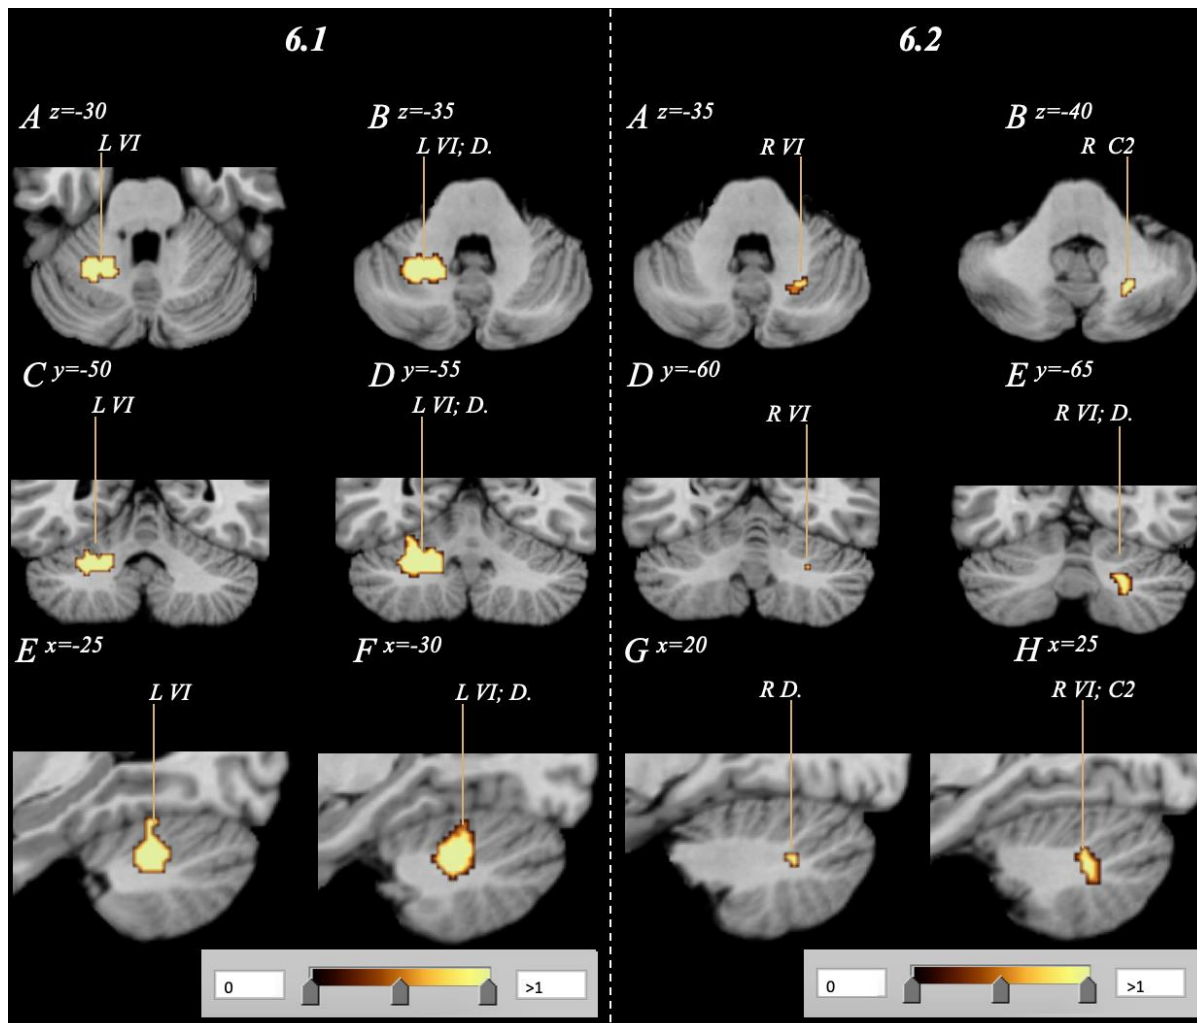 6.1
6.2
A z=-30
L VI
B z=-35
L VI; D.
A z=-35
R VI
B z=-40
R C2
C y=-50
L VI
D y=-55
L VI; D.
D y=-60
R VI
E y=-65
R VI; D.
E x=-25
L VI
F x=-30
L VI; D.
G x=20
R D.
H x=25
R VI; C2
0
>1
0
>1